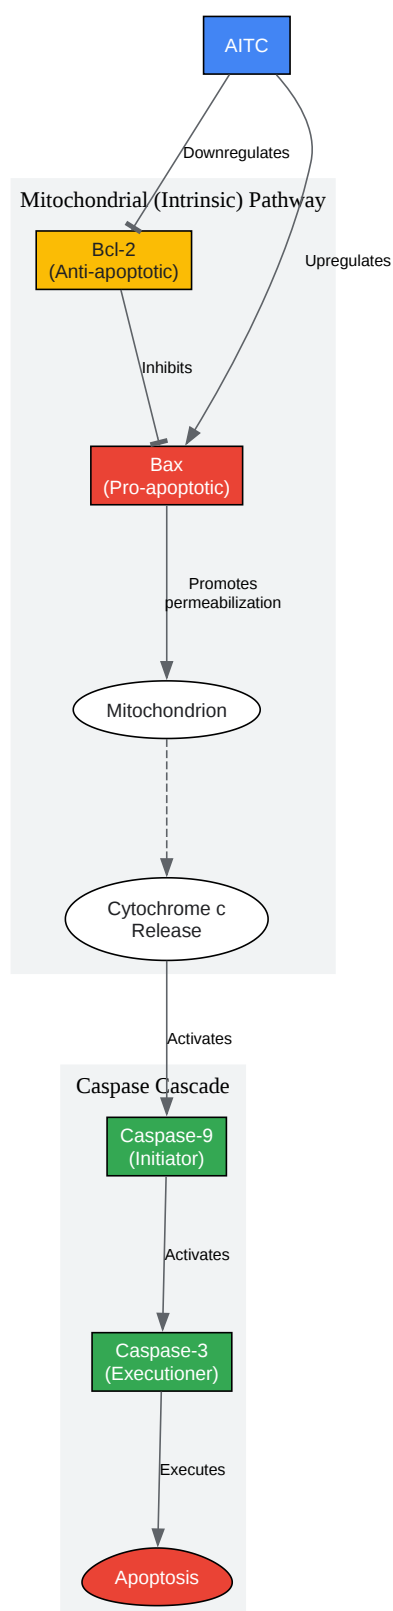 AITC
Downregulates
Mitochondrial (Intrinsic) Pathway
Bcl-2
(Anti-apoptotic)
Upregulates
Inhibits
Bax
(Pro-apoptotic)
Promotes
permeabilization
Mitochondrion
Cytochrome c
Release
Activates
Caspase Cascade
Caspase-9
(Initiator)
Activates
Caspase-3
(Executioner)
Executes
Apoptosis